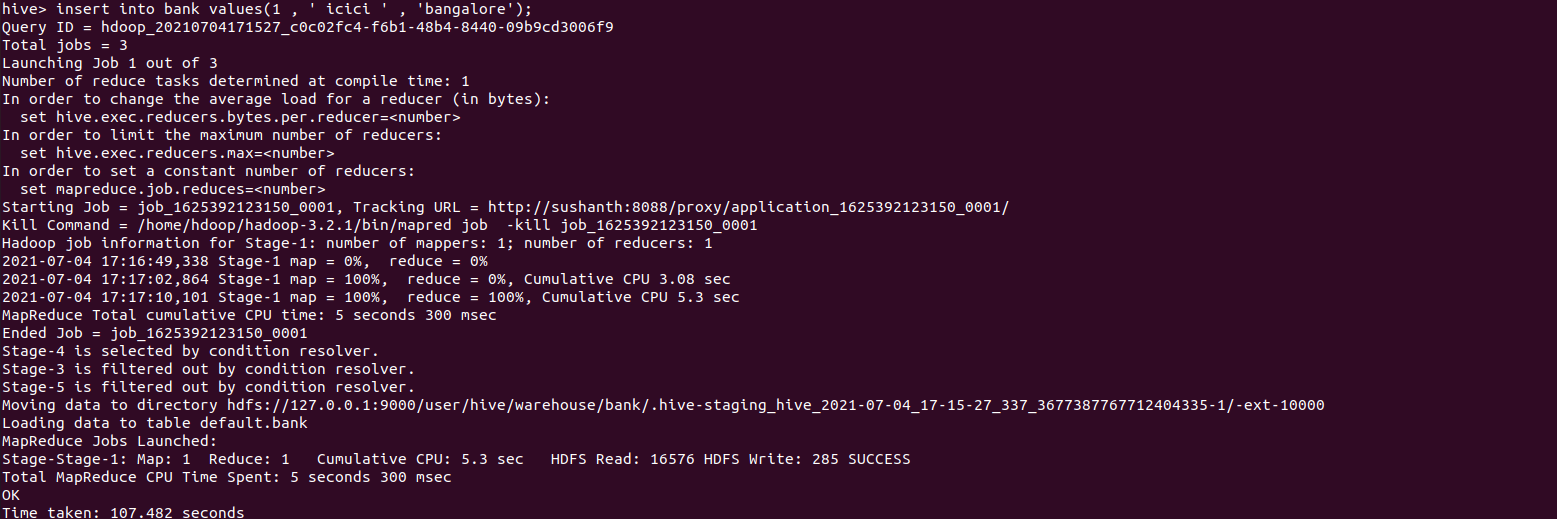 hive> insert into bank values(1 , ' icici ' , 'bangalore');
Query ID = hdoop_20210704171527_c0c02fc4-f6b1-48b4-8440-09b9cd3006f9
Total jobs = 3
Launching Job 1 out of 3
Number of reduce tasks determined at compile time: 1
In order to change the average load for a reducer (in bytes):
  set hive.exec.reducers.bytes.per.reducer=<number>
In order to limit the maximum number of reducers:
  set hive.exec.reducers.max=<number>
In order to set a constant number of reducers:
  set mapreduce.job.reduces=<number>
Starting Job = job_1625392123150_0001, Tracking URL = http://sushanth:8088/proxy/application_1625392123150_0001/
Kill Command = /home/hdoop/hadoop-3.2.1/bin/mapred job  -kill job_1625392123150_0001
Hadoop job information for Stage-1: number of mappers: 1; number of reducers: 1
2021-07-04 17:16:49,338 Stage-1 map = 0%,  reduce = 0%
2021-07-04 17:17:02,864 Stage-1 map = 100%,  reduce = 0%, Cumulative CPU 3.08 sec
2021-07-04 17:17:10,101 Stage-1 map = 100%,  reduce = 100%, Cumulative CPU 5.3 sec
MapReduce Total cumulative CPU time: 5 seconds 300 msec
Ended Job = job_1625392123150_0001
Stage-4 is selected by condition resolver.
Stage-3 is filtered out by condition resolver.
Stage-5 is filtered out by condition resolver.
Moving data to directory hdfs://127.0.0.1:9000/user/hive/warehouse/bank/.hive-staging_hive_2021-07-04_17-15-27_337_3677387767712404335-1/-ext-10000
Loading data to table default.bank
MapReduce Jobs Launched:
Stage-Stage-1: Map: 1  Reduce: 1   Cumulative CPU: 5.3 sec   HDFS Read: 16576 HDFS Write: 285 SUCCESS
Total MapReduce CPU Time Spent: 5 seconds 300 msec
OK
Time taken: 107.482 seconds